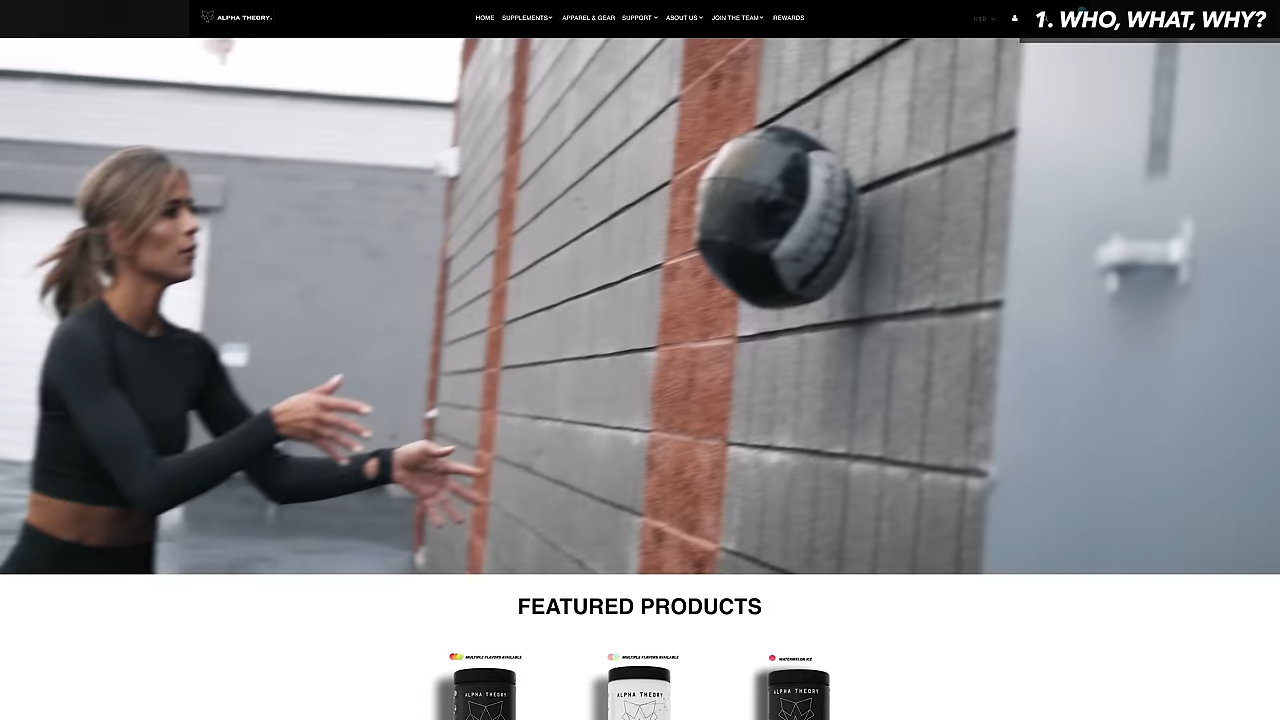 ALPHA THEORY.
HOME SUPPLEMENTS APPAREL & GEAR SUPPORT ABOUT US JOIN THE TEAM REWARDS
USD
1. WHO, WHAT, WHY?
FEATURED PRODUCTS
MULTIPLE FLAVORS AVAILABLE
MULTIPLE FLAVORS AVAILABLE
WATERMELON ICE
ALPHA THEORY
ALPHA THEORY
ALPHA THEORY